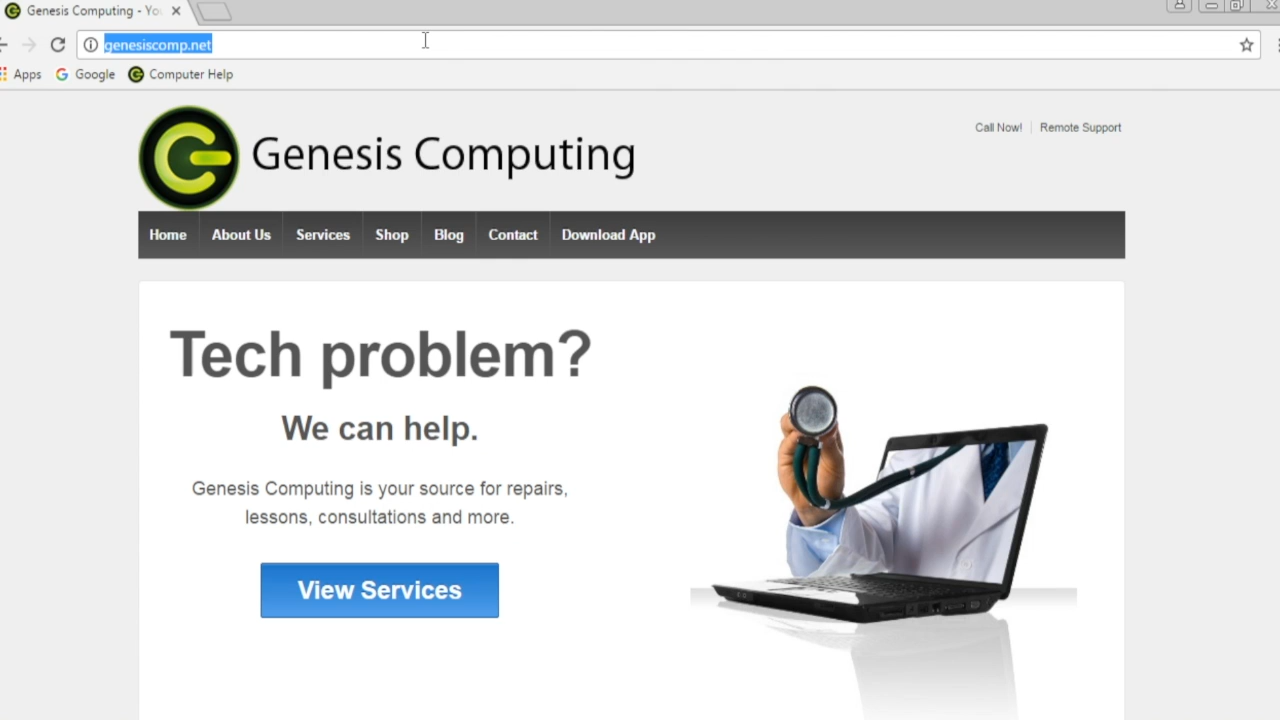 Genesis Computing - You
genesiscomp.net
Apps Google Computer Help
Call Now! Remote Support
Genesis Computing
Home About Us Services Shop Blog Contact Download App
Tech problem?
We can help.
Genesis Computing is your source for repairs,
lessons, consultations and more.
View Services